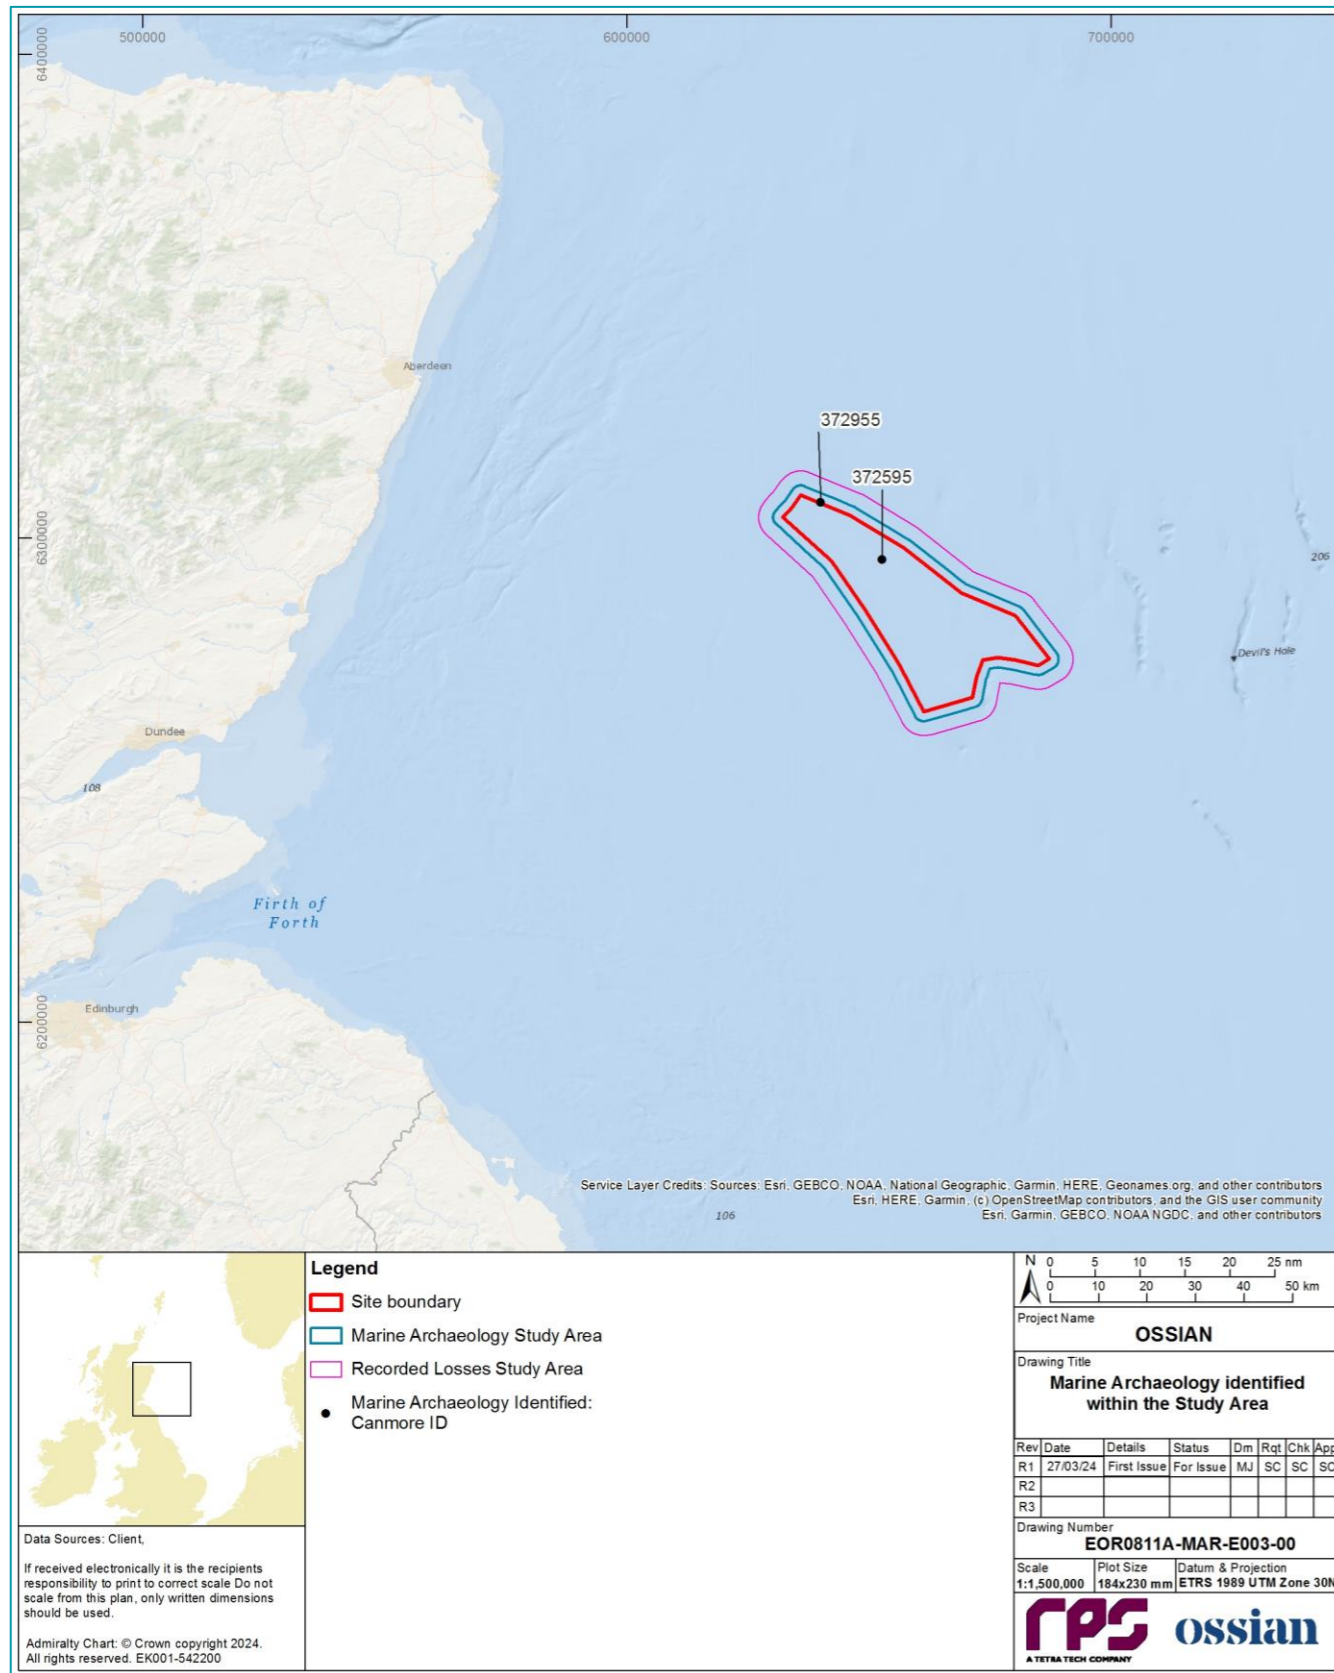 500000
600000
700000
6400000
6300000
6200000
Aberdeen
372955
372595
206
Devil's Hole
Dundee
108
Firth of
Forth
Edinburgh
106
Service Layer Credits: Sources: Esri, GEBCO, NOAA, National Geographic, Garmin, HERE, Geonames.org, and other contributors
Esri, HERE, Garmin, (c) OpenStreetMap contributors, and the GIS user community
Esri, Garmin, GEBCO, NOAA NGDC, and other contributors
Legend
Site boundary
Marine Archaeology Study Area
Recorded Losses Study Area
Marine Archaeology Identified:
Canmore ID
Data Sources: Client,
If received electronically it is the recipients
responsibility to print to correct scale Do not
scale from this plan, only written dimensions
should be used.
Admiralty Chart: © Crown copyright 2024.
All rights reserved. EK001-542200
N
0 5 10 15 20 25 nm
0 10 20 30 40 50 km
Project Name
OSSIAN
Drawing Title
Marine Archaeology identified
within the Study Area
Rev Date Details Status Drn Rqt Chk App
R1 27/03/24 First Issue For Issue MJ SC SC SC
R2
R3
Drawing Number
EOR0811A-MAR-E003-00
Scale Plot Size Datum & Projection
1:1,500,000 184x230 mm ETRS 1989 UTM Zone 30N
rps ossian
A TETRA TECH COMPANY